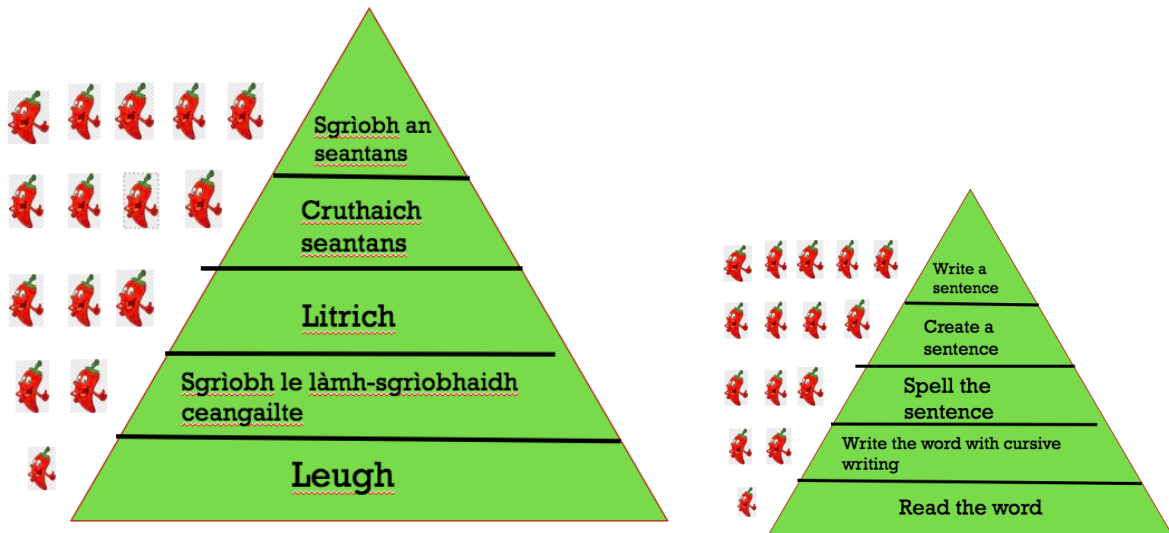 Sgrìobh an
seantans
Cruthaich
seantans
Litrich
Sgrìobh le làmh-sgrìobhaidh
ceangailte
Leugh
Write a
sentence
Create a
sentence
Spell the
sentence
Write the word with cursive
writing
Read the word